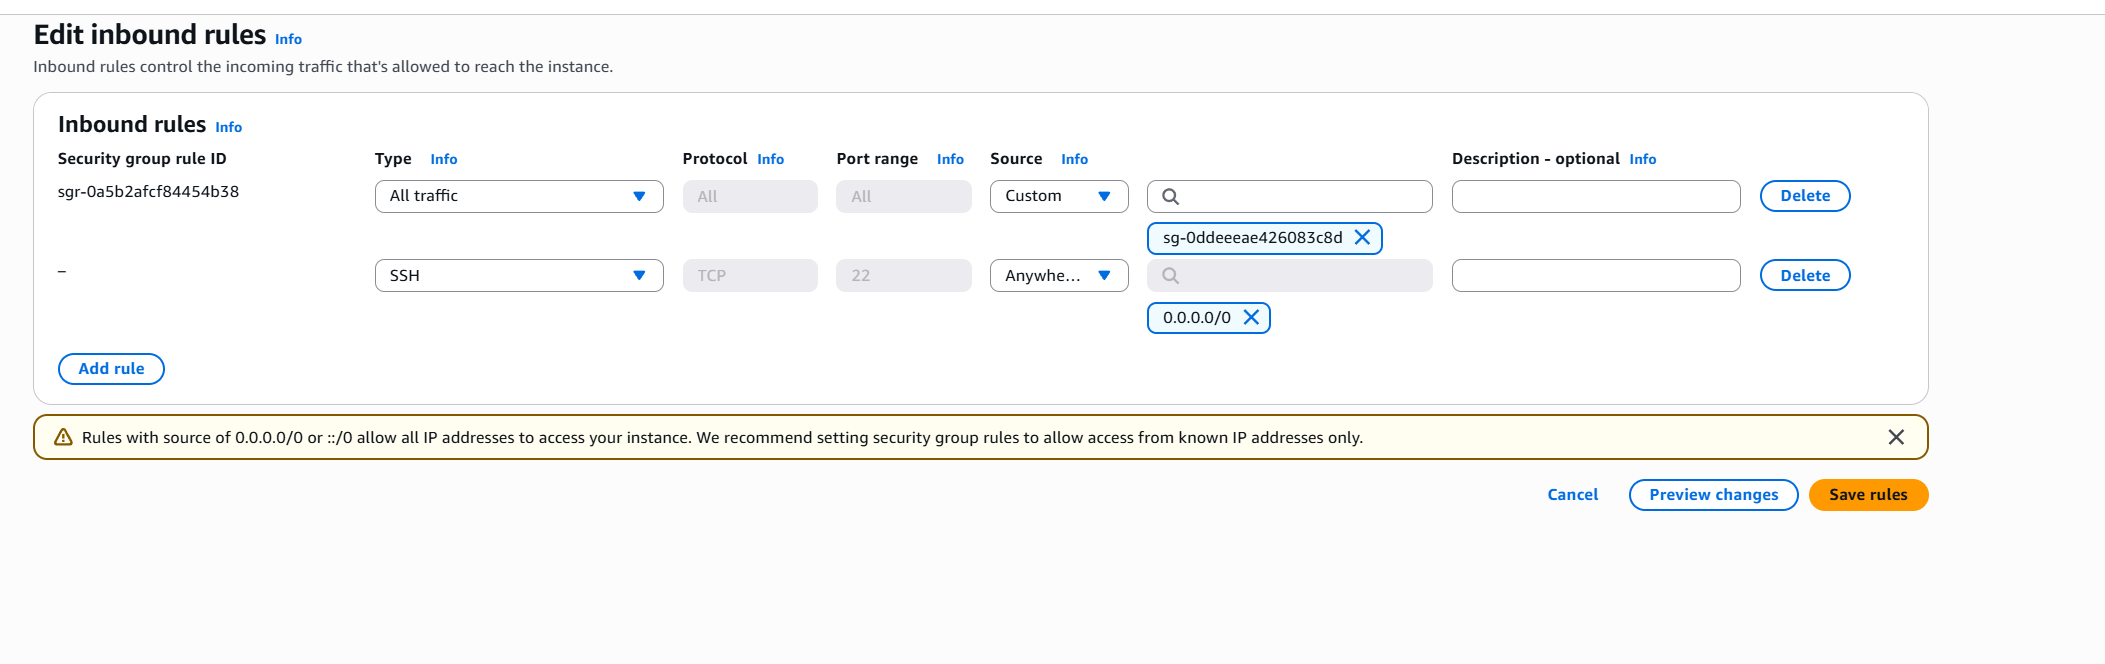 Edit inbound rules Info
Inbound rules control the incoming traffic that's allowed to reach the instance.
Inbound rules Info
Security group rule ID Type Info Protocol Info Port range Info Source Info Description - optional Info
sgr-0a5b2afcf84454b38 All traffic All All Custom Delete
sg-0ddeeeae426083c8d
– SSH TCP 22 Anywhe... Delete
0.0.0.0/0
Add rule
Rules with source of 0.0.0.0/0 or ::/0 allow all IP addresses to access your instance. We recommend setting security group rules to allow access from known IP addresses only.
Cancel Preview changes Save rules